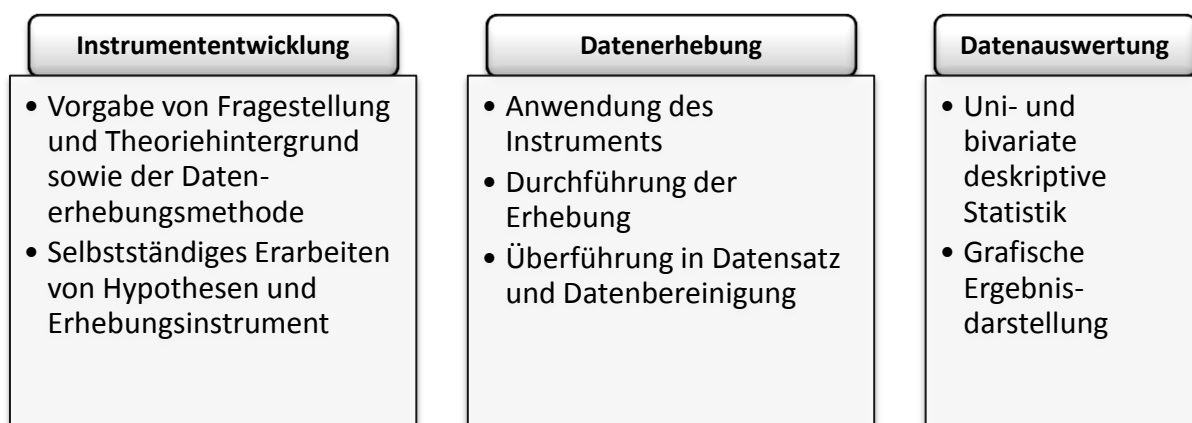 Instrumententwicklung
• Vorgabe von Fragestellung
und Theoriehintergrund
sowie der Daten-
erhebungsmethode
• Selbstständiges Erarbeiten
von Hypothesen und
Erhebungsinstrument
Datenerhebung
• Anwendung des
Instruments
• Durchführung der
Erhebung
• Überführung in Datensatz
und Datenbereinigung
Datenauswertung
• Uni- und
bivariate
deskriptive
Statistik
• Grafische
Ergebnis-
darstellung